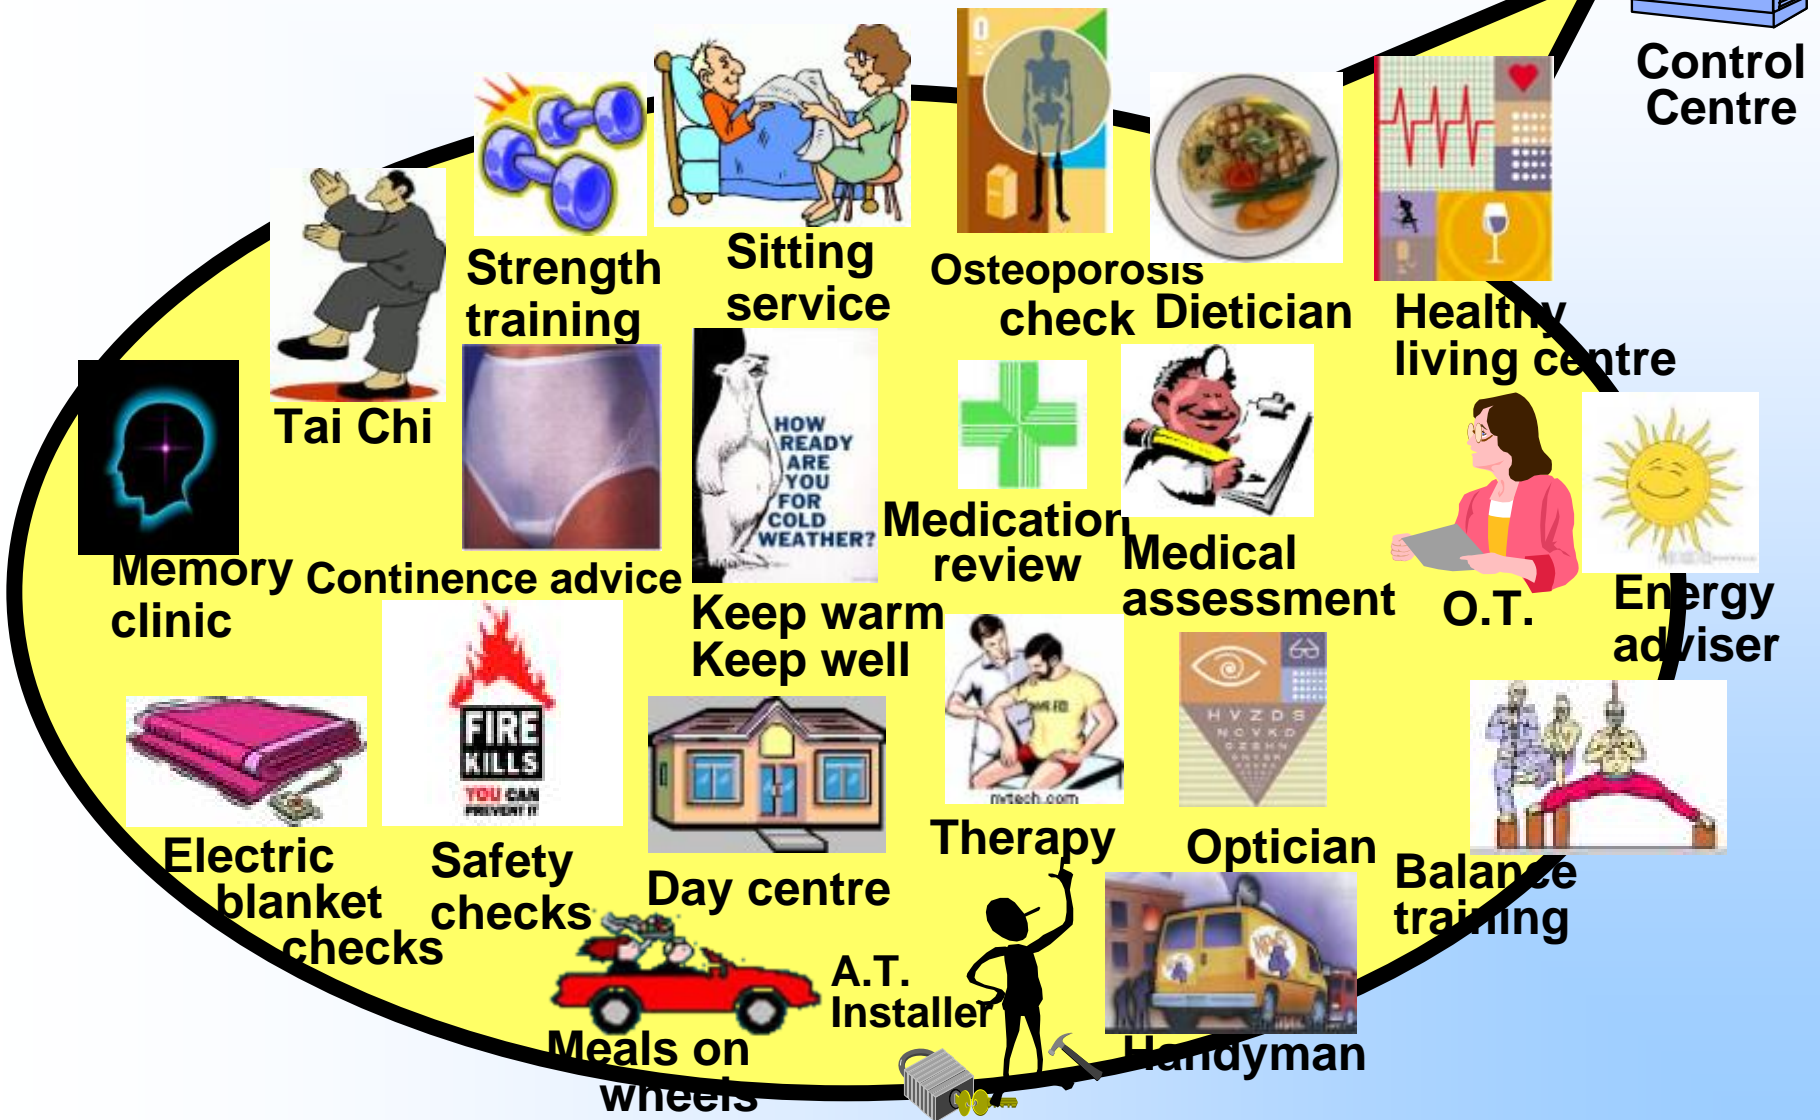 Control
Centre
Strength
training
Sitting
service
Osteoporosis
check
Dietician
Healthy
living centre
Tai Chi
HOW
READY
ARE
YOU
FOR
COLD
WEATHER?
Medication
review
Medical
assessment
O.T.
Energy
adviser
Memory
clinic
Continence advice
Keep warm
Keep well
FIRE
KILLS
YOU CAN
PREVENT IT
HVZDS
NCVKD
nytech.com
Electric
blanket
checks
Safety
checks
Day centre
Therapy
Optician
Balance
training
A.T.
Installer
Meals on
wheels
Handyman